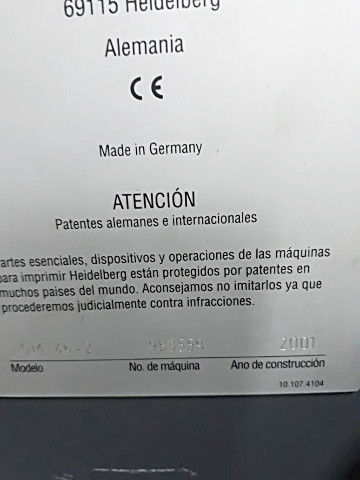 69115 Heidelberg
Alemania
CE
Made in Germany
ATENCIÓN
Patentes alemanes e internacionales
artes esenciales, dispositivos y operaciones de las máquinas
para imprimir Heidelberg están protegidos por patentes en
muchos paises del mundo. Aconsejamos no imitarlos ya que
procederemos judicialmente contra infracciones.
2001
Modelo No. de máquina Ano de construcción
10.107.4104